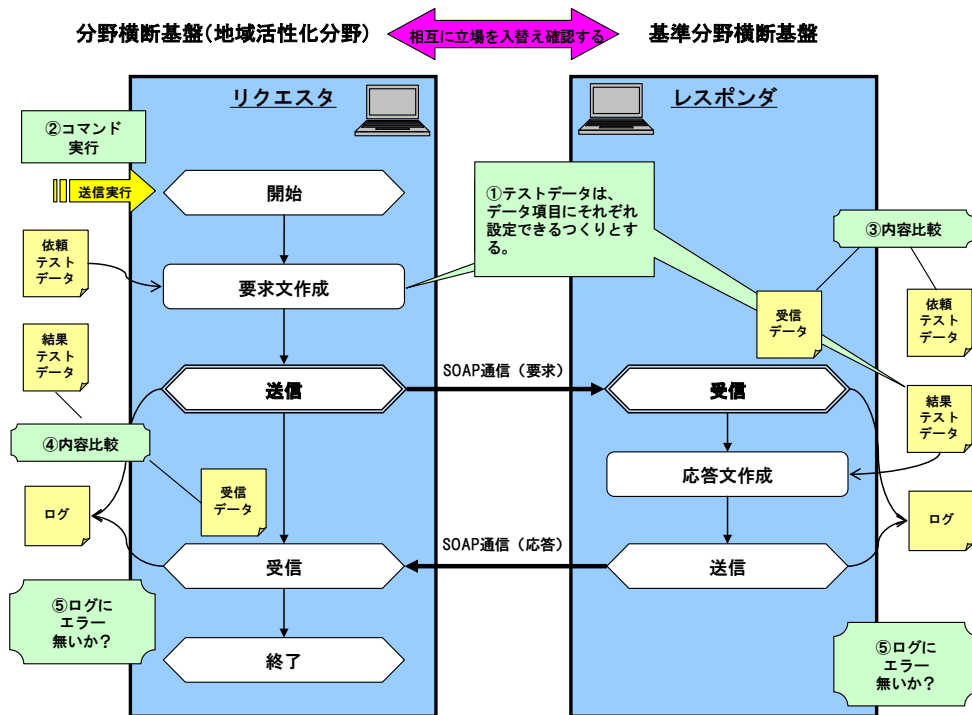 分野横断基盤（地域活性化分野）
相互に立場を入替え確認する
基準分野横断基盤
リクエスタ
レスポンダ
②コマンド
実行
送信実行
開始
①テストデータは、
データ項目にそれぞれ
設定できるつくりとす
る。
③内容比較
依頼
テスト
データ
要求文作成
受信
データ
依頼
テスト
データ
結果
テスト
データ
送信
SOAP通信（要求）
受信
結果
テスト
データ
④内容比較
受信
データ
応答文作成
ログ
ログ
受信
SOAP通信（応答）
送信
⑤ログに
エラー
無いか？
終了
⑤ログに
エラー
無いか？